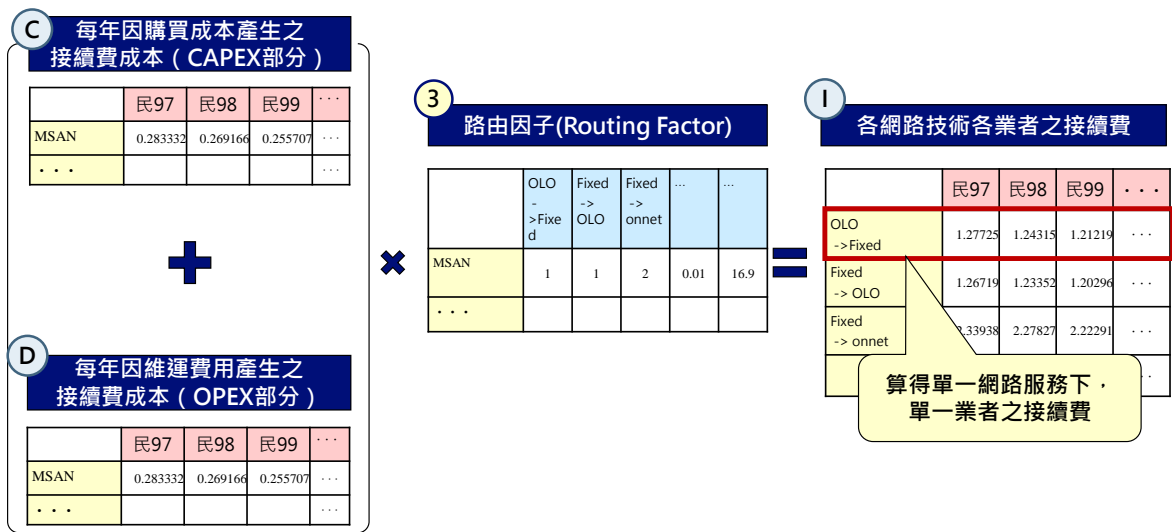 C
每年因購買成本產生之
接續費成本（CAPEX部分）
民97 民98 民99 ···
MSAN 0.283332 0.269166 0.255707 ···
··· ···
D
每年因維運費用產生之
接續費成本（OPEX部分）
民97 民98 民99 ···
MSAN 0.283332 0.269166 0.255707 ···
··· ···
3
路由因子(Routing Factor)
OLO
-
>Fixe
d
Fixed
->
OLO
Fixed
->
onnet
...
...
MSAN 1 1 2 0.01 16.9
···
I
各網路技術各業者之接續費
民97 民98 民99 ···
OLO
->Fixed
1.27725 1.24315 1.21219 ···
Fixed
-> OLO
1.26719 1.23352 1.20296 ···
Fixed
-> onnet
.33938 2.27827 2.22291 ···
算得單一網路服務下，
單一業者之接續費